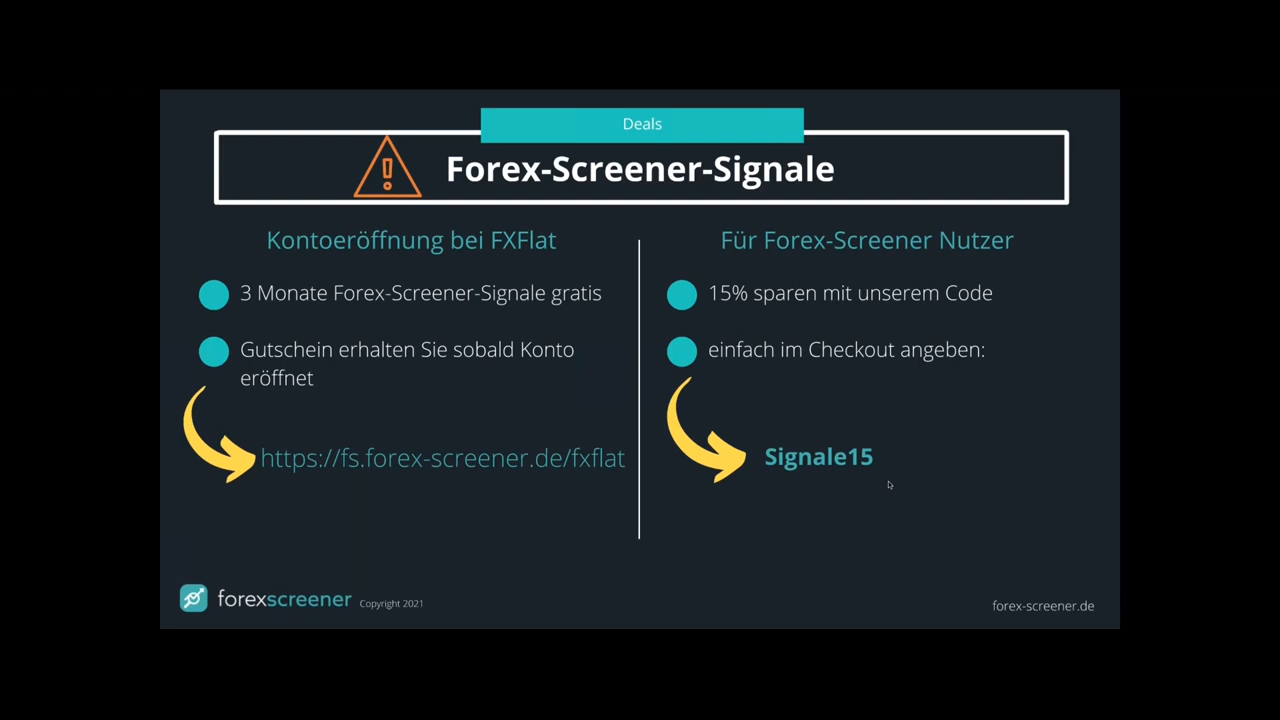 Deals
Forex-Screener-Signale
Kontoeröffnung bei FXFlat
3 Monate Forex-Screener-Signale gratis
Gutschein erhalten Sie sobald Konto
eröffnet
https://fs.forex-screener.de/fxflat
Für Forex-Screener Nutzer
15% sparen mit unserem Code
einfach im Checkout angeben:
Signale15
forexscreener Copyright 2021
forex-screener.de